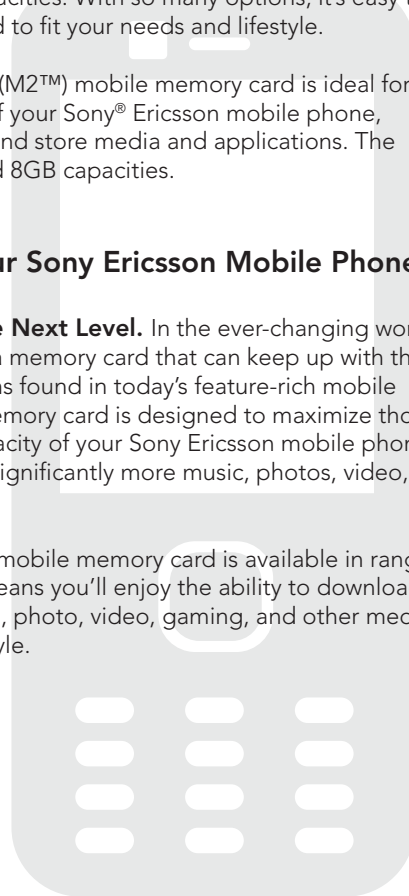 acities. With so many options, it's easy
d to fit your needs and lifestyle.
(M2™) mobile memory card is ideal for
f your Sony® Ericsson mobile phone,
nd store media and applications. The
d 8GB capacities.
ur Sony Ericsson Mobile Phone
e Next Level. In the ever-changing wor
a memory card that can keep up with th
ns found in today's feature-rich mobile
emory card is designed to maximize tho
acity of your Sony Ericsson mobile phon
ignificantly more music, photos, video,
mobile memory card is available in rang
eans you'll enjoy the ability to downloa
, photo, video, gaming, and other med
yle.